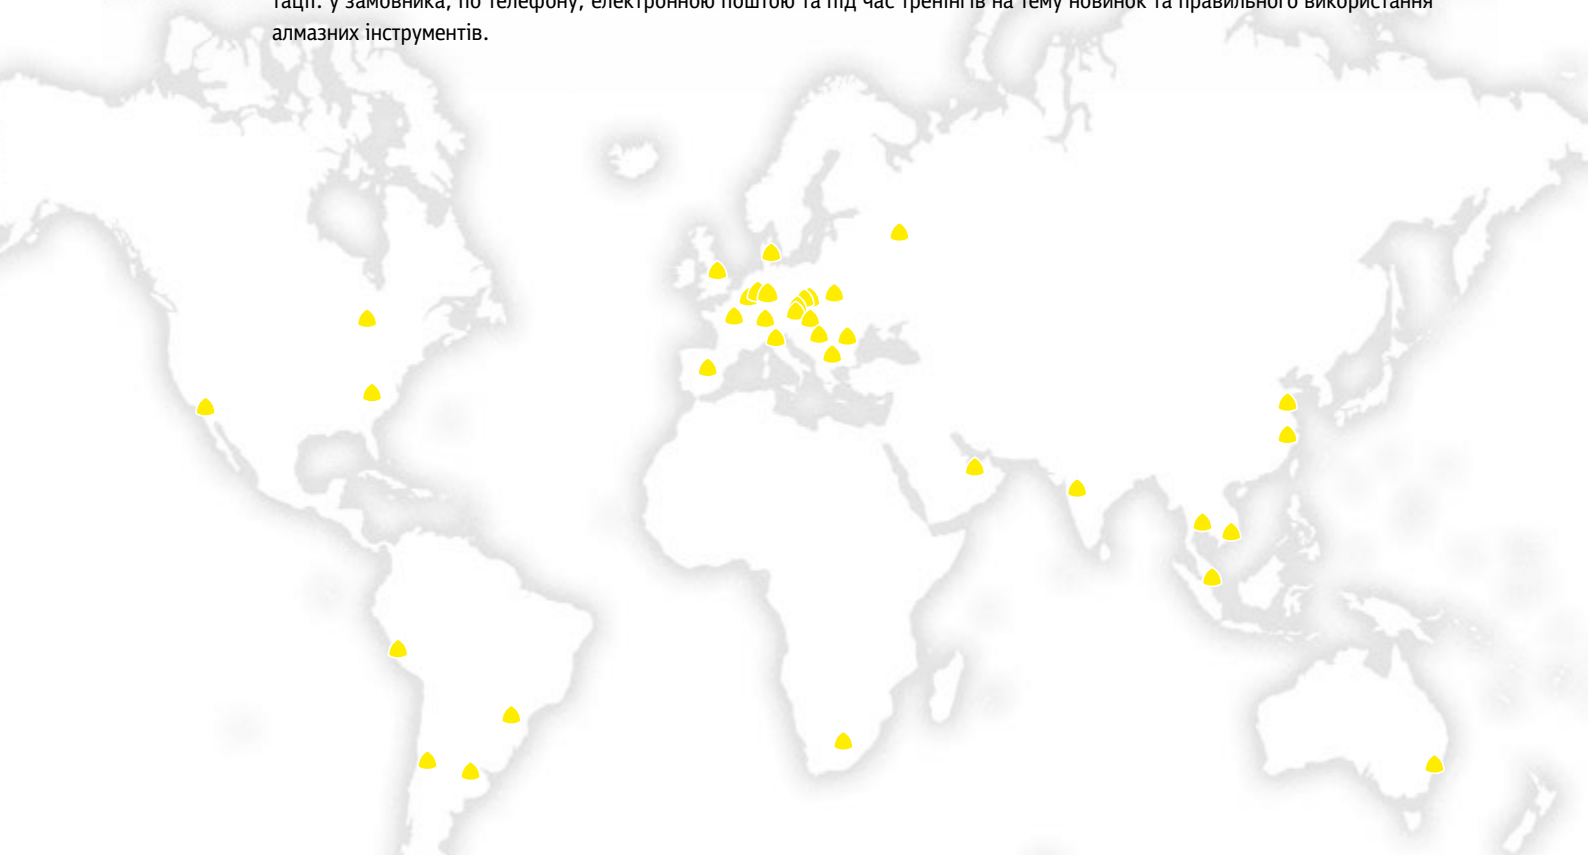 тації: у замовника, по телефону, електронною поштою та під час тренінгів на тему новинок та правильного використання
алмазних інструментів.